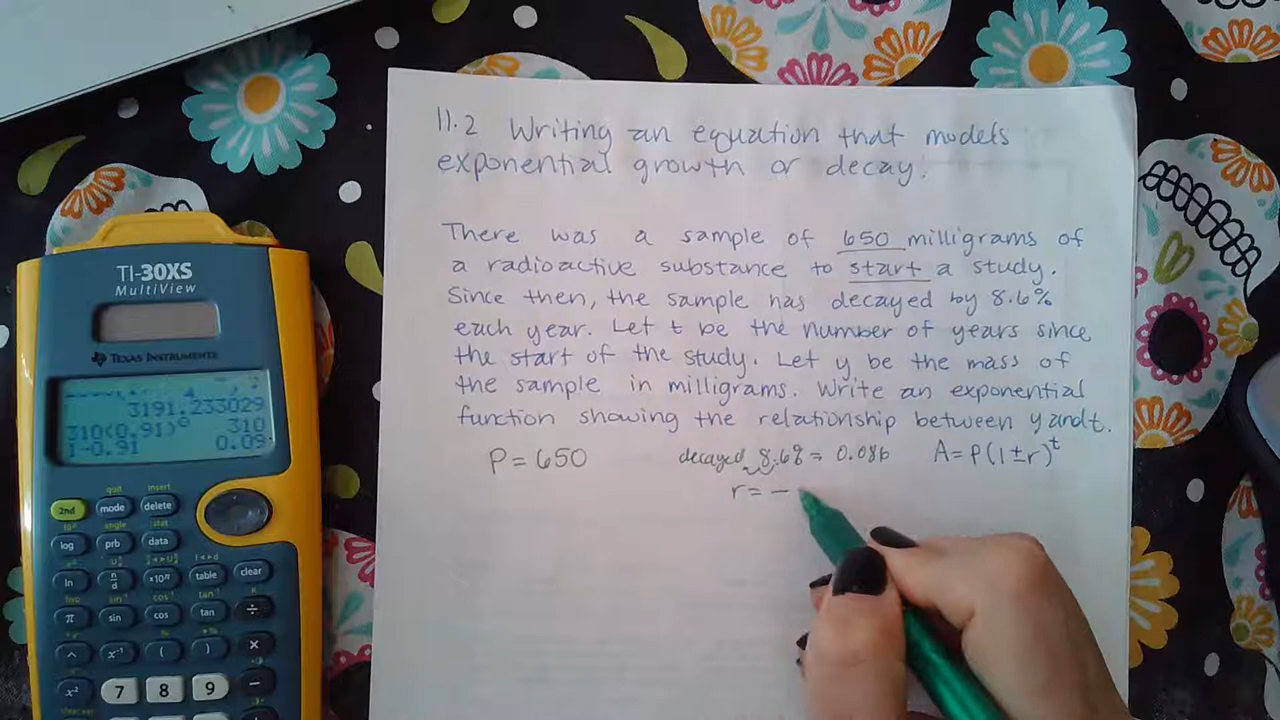 11.2 Writing an equation that models
exponential growth or decay.
There was a sample of 650 milligrams of
a radioactive substance to start a study.
Since then, the sample has decayed by 8.6%
each year. Let t be the number of years since
the start of the study. Let y be the mass of
the sample in milligrams. Write an exponential
function showing the relationship between y and t.
P = 650
decayed 8.6% = 0.086
A = P(1±r)^t
r = -
TI-30XS
MultiView
TEXAS INSTRUMENTS
3191.233029
310(0.91)⁰ 310
1-0.91 0.09
quit insert
2nd mode delete
log prb data
ln n/d ×10ⁿ table clear
π sin cos tan ÷
^ x⁻¹ ( ) ×
x² 7 8 9 −